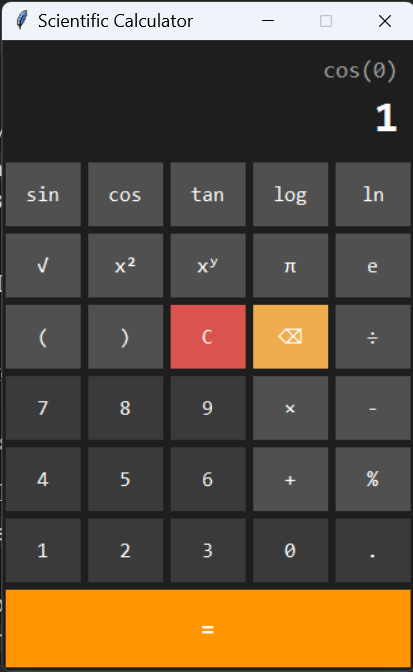 Scientific Calculator
cos(0)
1
sin cos tan log ln
√ x² xʸ π e
( ) C ⌫ ÷
7 8 9 × -
4 5 6 + %
1 2 3 0 .
=